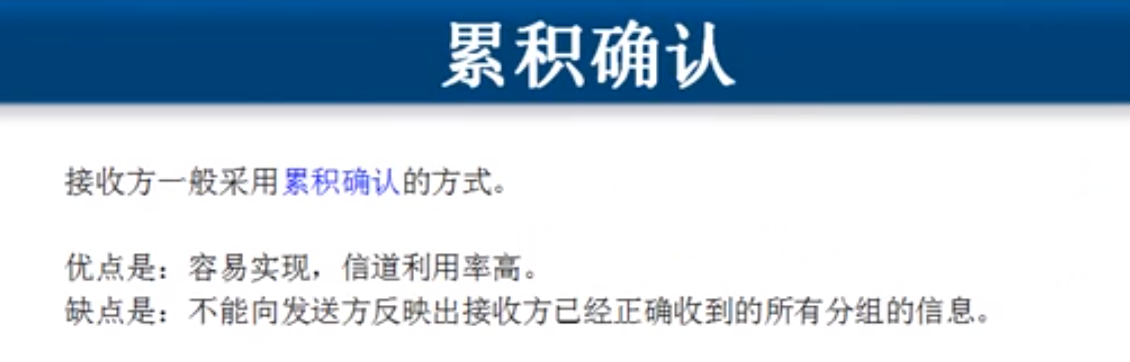 累积确认
接收方一般采用累积确认的方式。
优点是：容易实现，信道利用率高。
缺点是：不能向发送方反映出接收方已经正确收到的所有分组的信息。